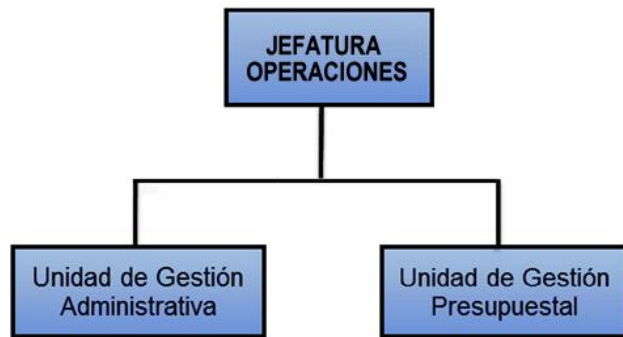 JEFATURA
OPERACIONES
Unidad de Gestión
Administrativa
Unidad de Gestión
Presupuestal